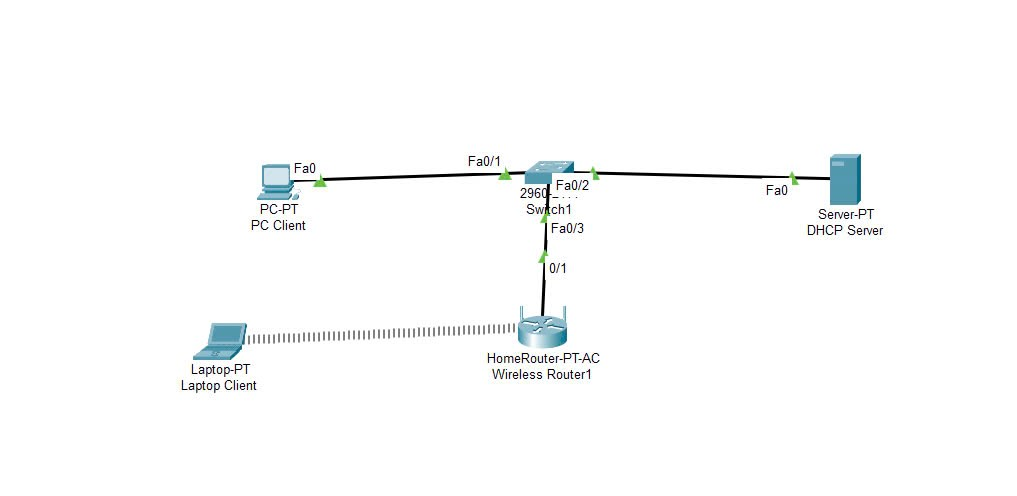 Fa0
Fa0/1
PC-PT
PC Client
Fa0/2
Switch1
Fa0/3
0/1
Fa0
Server-PT
DHCP Server
Laptop-PT
Laptop Client
HomeRouter-PT-AC
Wireless Router1